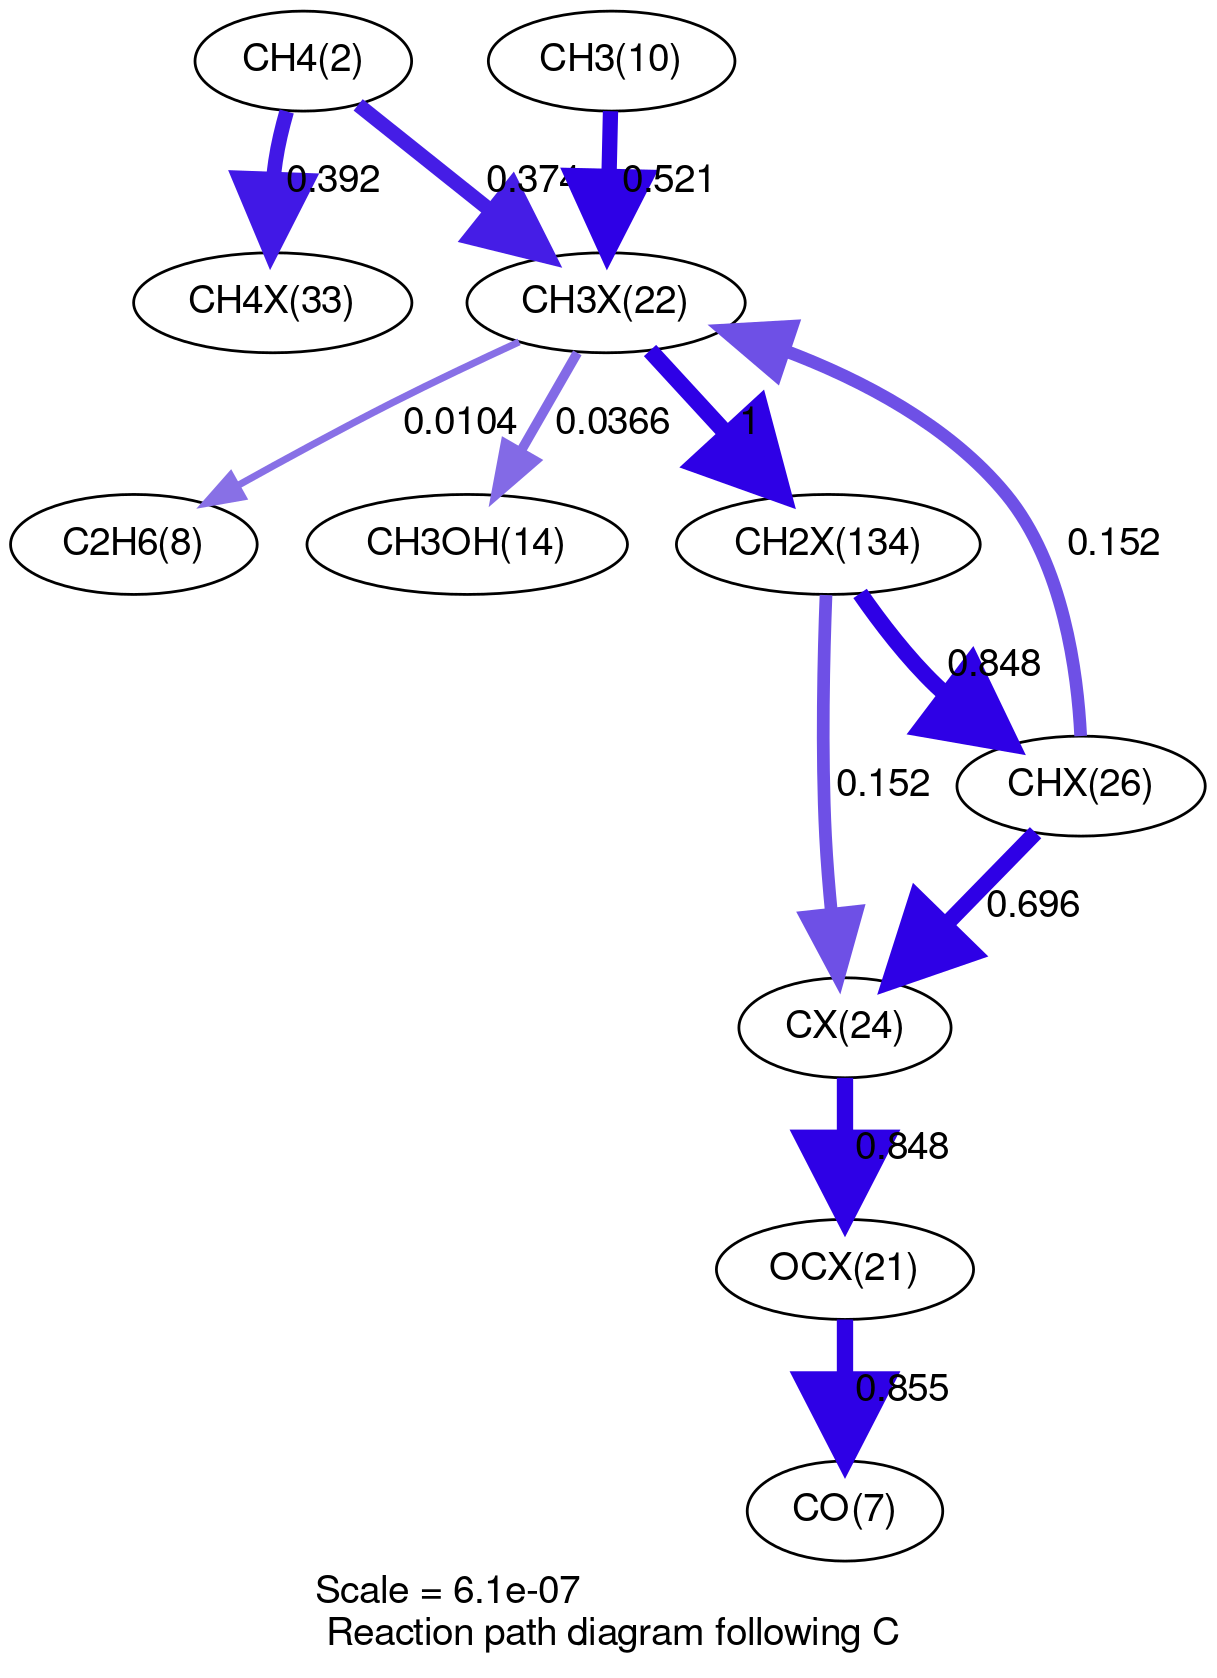 CH4(2)
CH3(10)
0.392
0.374
0.521
CH4X(33)
CH3X(22)
0.0104
0.0366
1
C2H6(8)
CH3OH(14)
CH2X(134)
0.152
0.848
CHX(26)
0.152
0.696
CX(24)
0.848
OCX(21)
0.855
CO(7)
Scale = 6.1e-07
Reaction path diagram following C